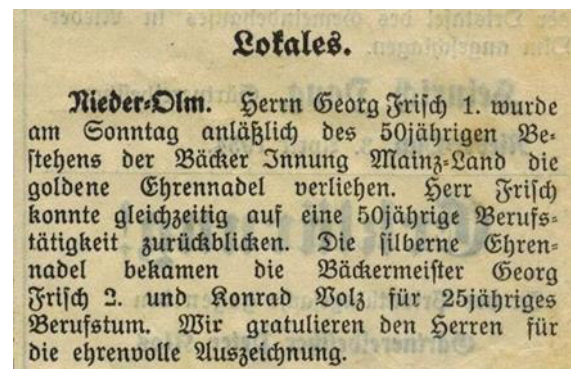 Lokales.
Nieder-Olm. Herrn Georg Frisch 1. wurde
am Sonntag anläßlich des 50jährigen Be-
stehens der Bäcker Innung Mainz-Land die
goldene Ehrennadel verliehen. Herr Frisch
konnte gleichzeitig auf eine 50jährige Berufs-
tätigkeit zurückblicken. Die silberne Ehren-
nadel bekamen die Bäckermeister Georg
Frisch 2. und Konrad Volz für 25jähriges
Berufstum. Wir gratulieren den Herren für
die ehrenvolle Auszeichnung.